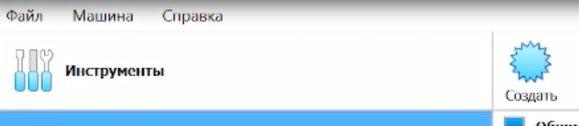 Файл Машина Справка
Инструменты
Создать